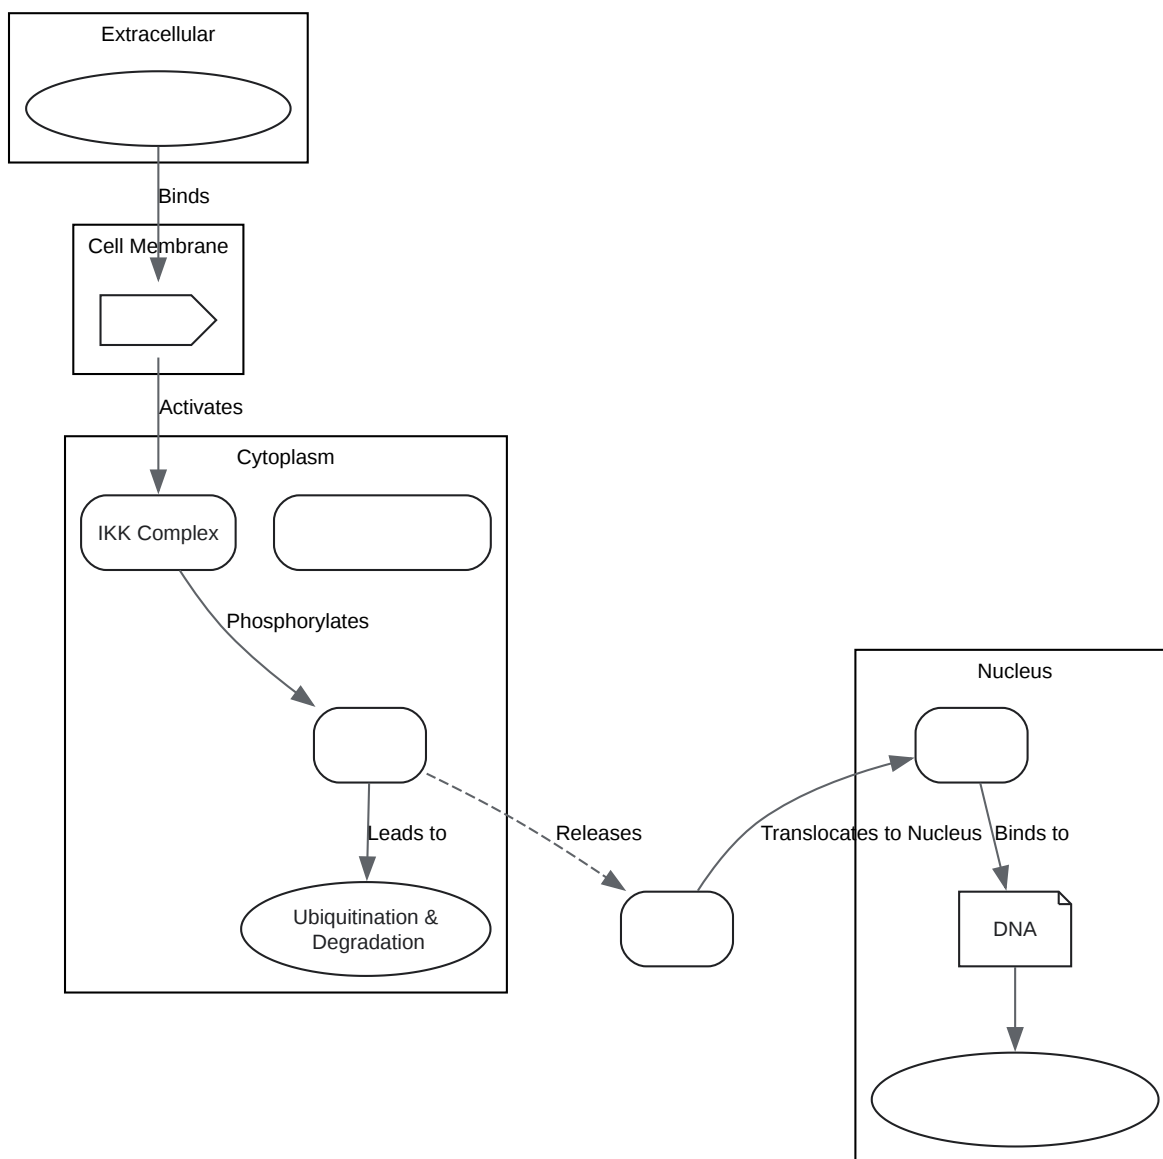 Extracellular
Binds
Cell Membrane
Activates
Cytoplasm
IKK Complex
Phosphorylates
Nucleus
Leads to
Releases
Translocates to Nucleus
Binds to
Ubiquitination &
Degradation
DNA